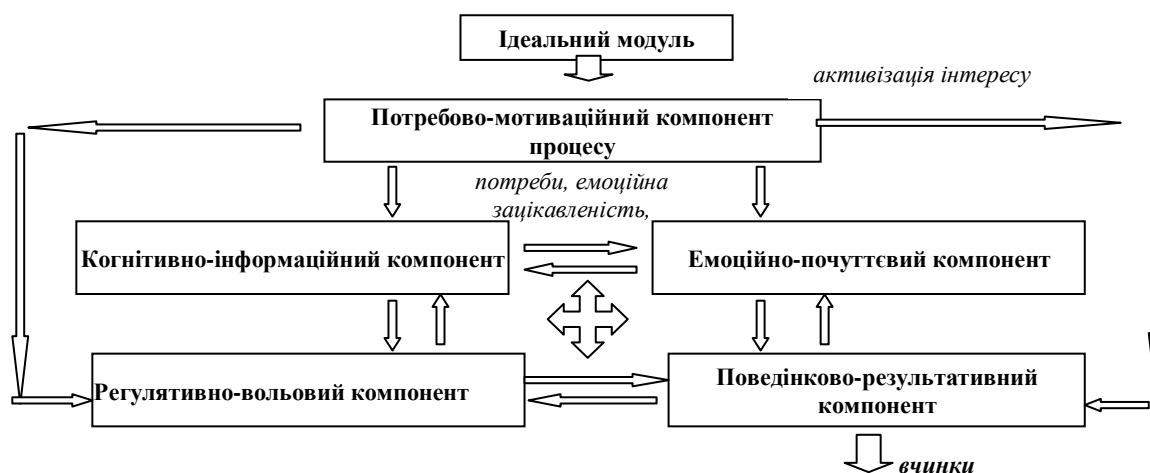 Ідеальний модуль
активізація інтересу
Потребово-мотиваційний компонент
процесу
потреби, емоційна
зацікавленість,
Когнітивно-інформаційний компонент
Емоційно-почуттєвий компонент
Регулятивно-вольовий компонент
Поведінково-результативний
компонент
вчинки